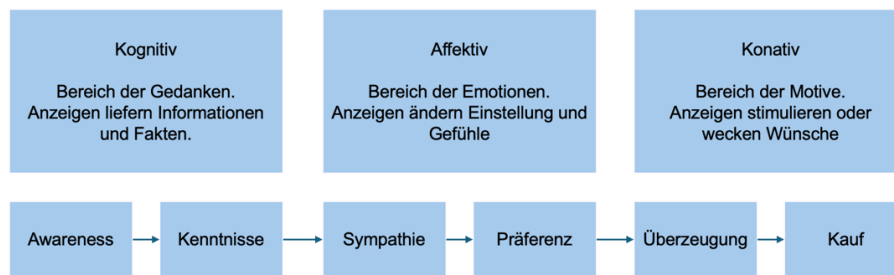 Kognitiv
Bereich der Gedanken.
Anzeigen liefern Informationen
und Fakten.
Affektiv
Bereich der Emotionen.
Anzeigen ändern Einstellung und
Gefühle
Konativ
Bereich der Motive.
Anzeigen stimulieren oder
wecken Wünsche
Awareness
Kenntnisse
Sympathie
Präferenz
Überzeugung
Kauf